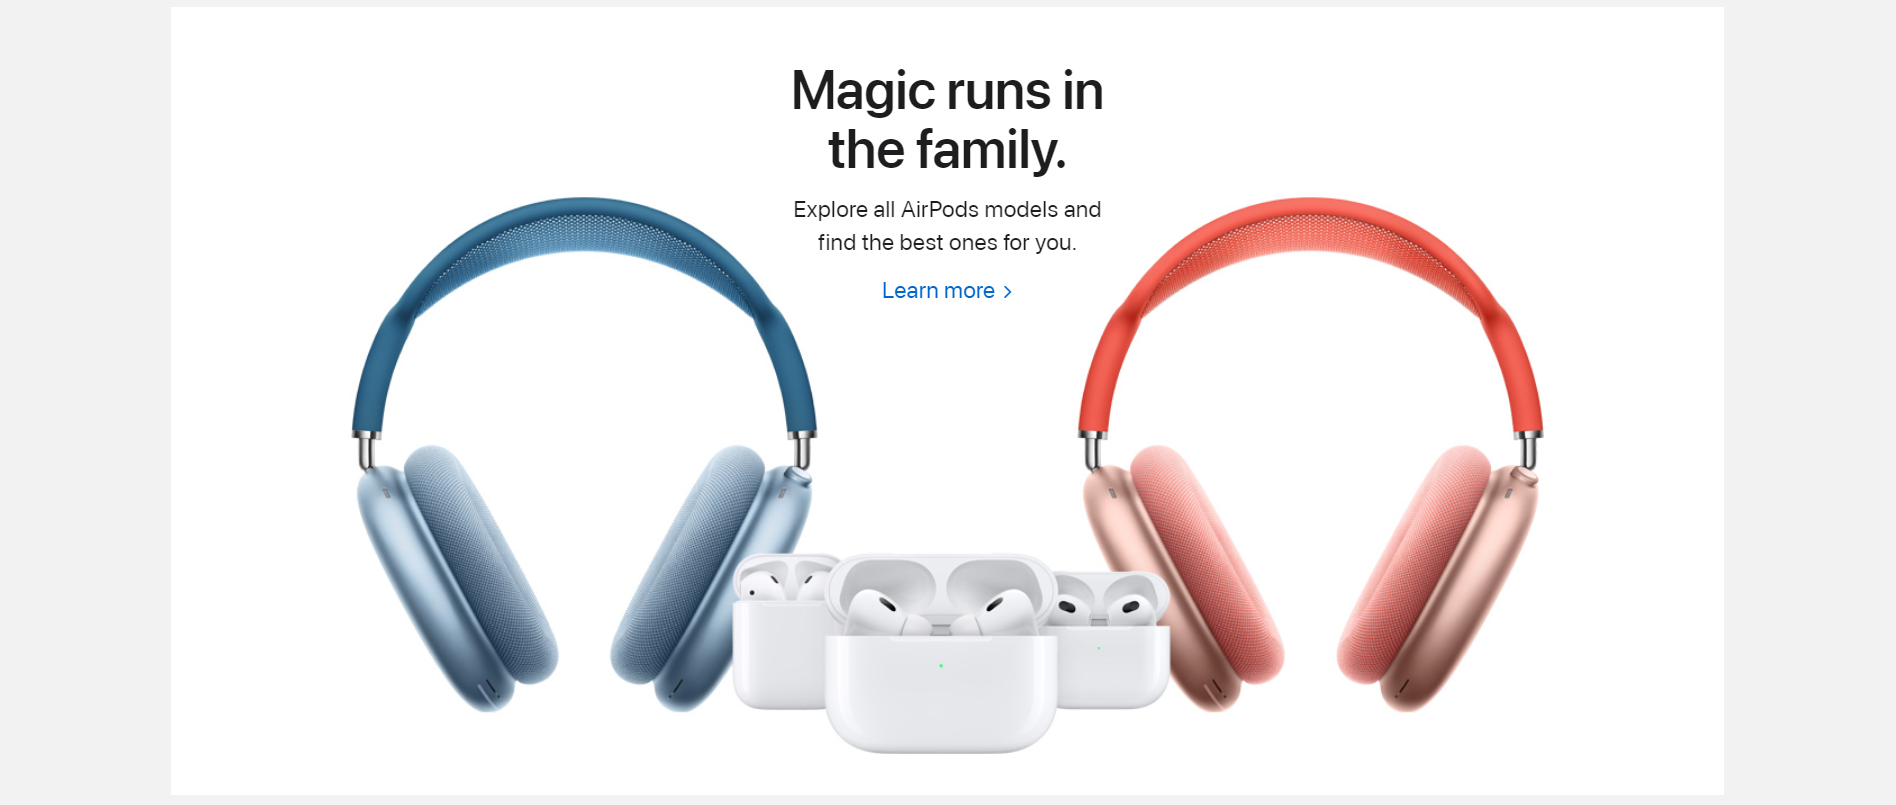 Magic runs in
the family.
Explore all AirPods models and
find the best ones for you.
Learn more >